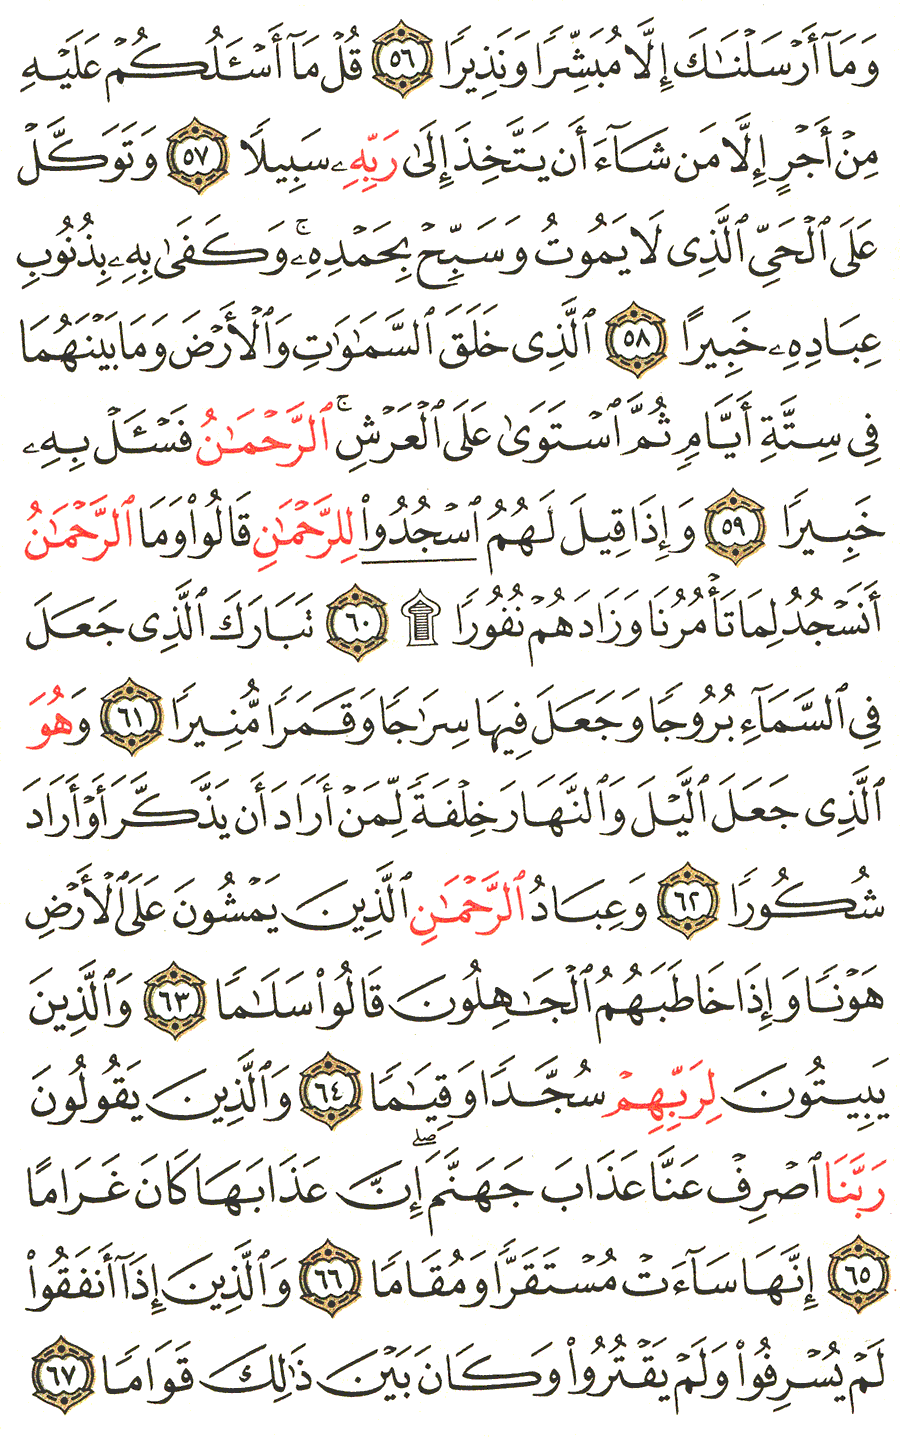 وَمَآ أَرْسَلْنَٰكَ إِلَّا مُبَشِّرًا وَنَذِيرًا ٥٦ قُلْ مَآ أَسْـَٔلُكُمْ عَلَيْهِ
مِنْ أَجْرٍ إِلَّا مَن شَآءَ أَن يَتَّخِذَ إِلَىٰ رَبِّهِۦ سَبِيلًا ٥٧ وَتَوَكَّلْ
عَلَى ٱلْحَىِّ ٱلَّذِى لَا يَمُوتُ وَسَبِّحْ بِحَمْدِهِۦ ۚ وَكَفَىٰ بِهِۦ بِذُنُوبِ
عِبَادِهِۦ خَبِيرًا ٥٨ ٱلَّذِى خَلَقَ ٱلسَّمَٰوَٰتِ وَٱلْأَرْضَ وَمَا بَيْنَهُمَا
فِى سِتَّةِ أَيَّامٍ ثُمَّ ٱسْتَوَىٰ عَلَى ٱلْعَرْشِ ۚ ٱلرَّحْمَٰنُ فَسْـَٔلْ بِهِۦ
خَبِيرًا ٥٩ وَإِذَا قِيلَ لَهُمُ ٱسْجُدُوا۟ لِلرَّحْمَٰنِ قَالُوا۟ وَمَا ٱلرَّحْمَٰنُ
أَنَسْجُدُ لِمَا تَأْمُرُنَا وَزَادَهُمْ نُفُورًا ۩ ٦٠ تَبَارَكَ ٱلَّذِى جَعَلَ
فِى ٱلسَّمَآءِ بُرُوجًا وَجَعَلَ فِيهَا سِرَٰجًا وَقَمَرًا مُّنِيرًا ٦١ وَهُوَ
ٱلَّذِى جَعَلَ ٱلَّيْلَ وَٱلنَّهَارَ خِلْفَةً لِّمَنْ أَرَادَ أَن يَذَّكَّرَ أَوْ أَرَادَ
شُكُورًا ٦٢ وَعِبَادُ ٱلرَّحْمَٰنِ ٱلَّذِينَ يَمْشُونَ عَلَى ٱلْأَرْضِ
هَوْنًا وَإِذَا خَاطَبَهُمُ ٱلْجَٰهِلُونَ قَالُوا۟ سَلَٰمًا ٦٣ وَٱلَّذِينَ
يَبِيتُونَ لِرَبِّهِمْ سُجَّدًا وَقِيَٰمًا ٦٤ وَٱلَّذِينَ يَقُولُونَ
رَبَّنَا ٱصْرِفْ عَنَّا عَذَابَ جَهَنَّمَ ۖ إِنَّ عَذَابَهَا كَانَ غَرَامًا
٦٥ إِنَّهَا سَآءَتْ مُسْتَقَرًّا وَمُقَامًا ٦٦ وَٱلَّذِينَ إِذَآ أَنفَقُوا۟
لَمْ يُسْرِفُوا۟ وَلَمْ يَقْتُرُوا۟ وَكَانَ بَيْنَ ذَٰلِكَ قَوَامًا ٦٧